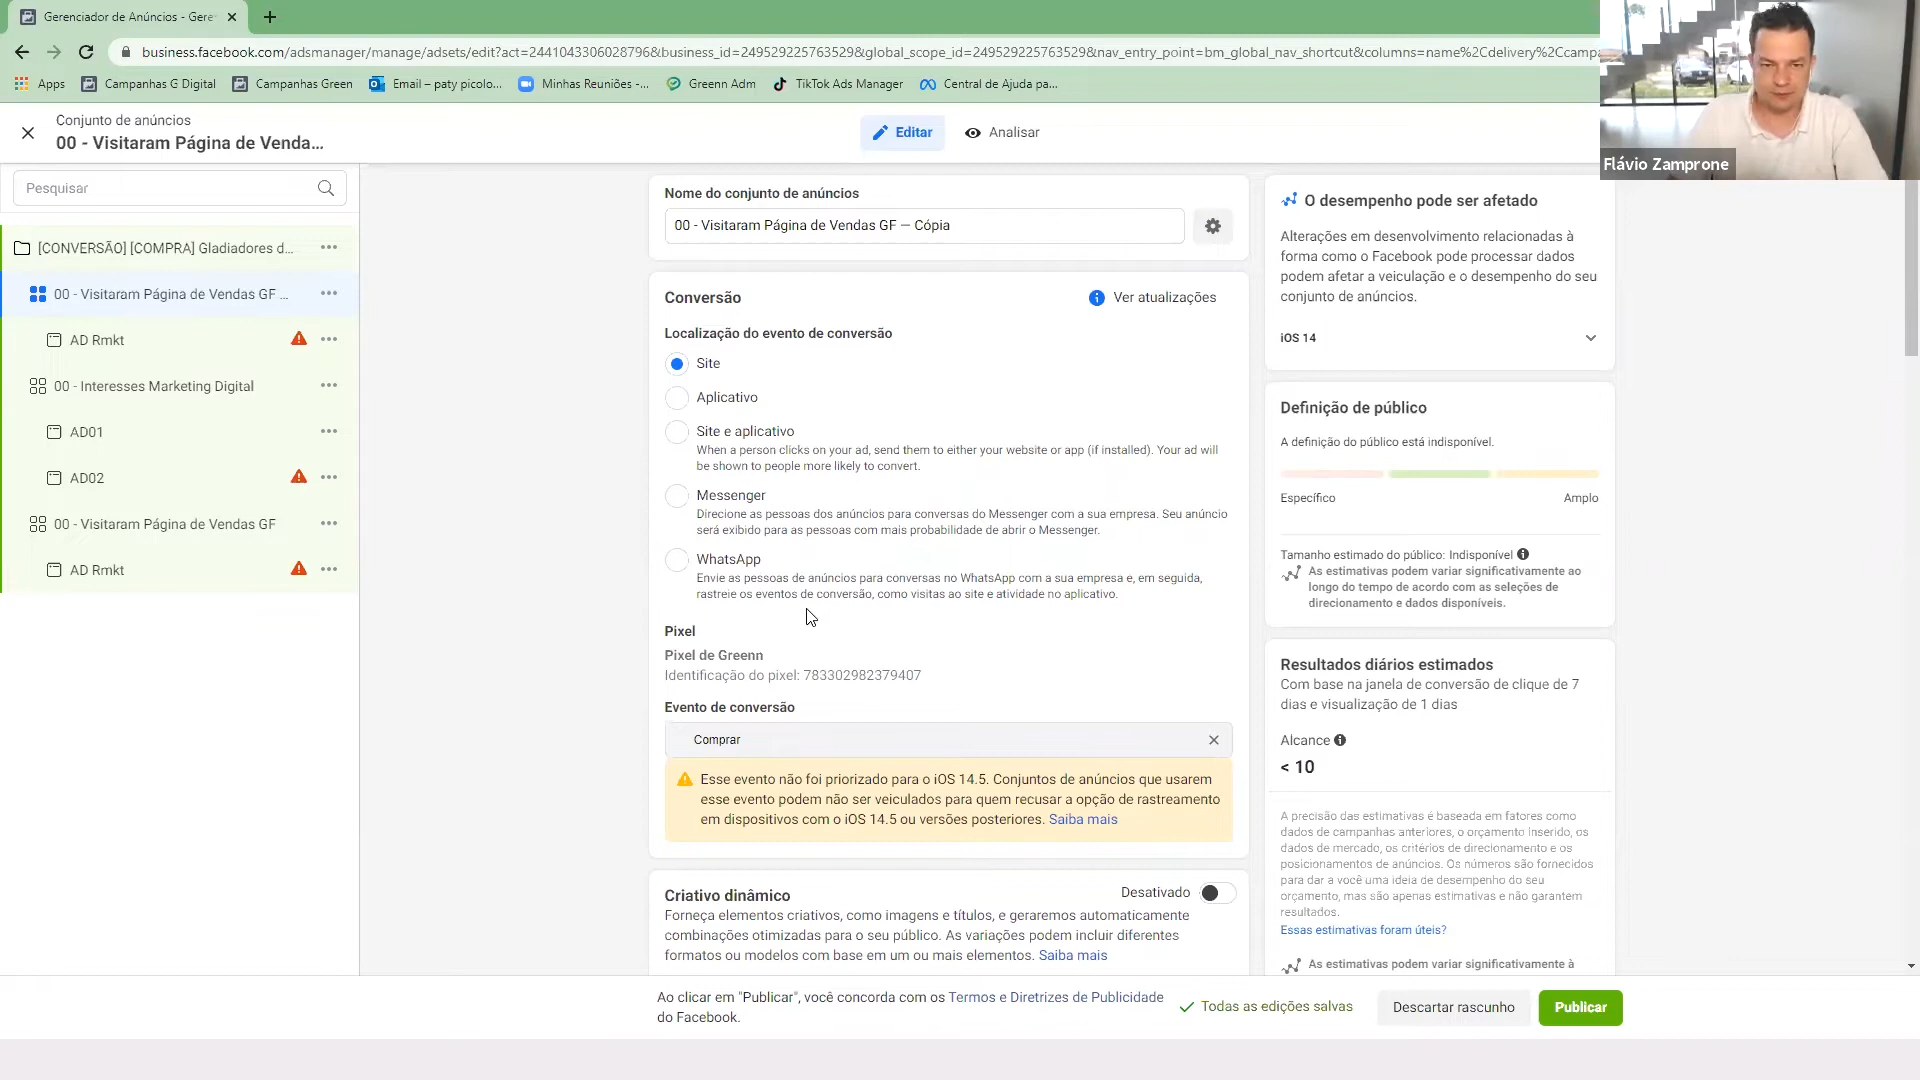 Gerenciador de Anúncios - Gere
business.facebook.com/adsmanager/manage/adsets/edit?act=2441043306028796&business_id=249529225763529&global_scope_id=249529225763529&nav_entry_point=bm_global_nav_shortcut&columns=name%2Cdelivery%2Ccampa
Apps
Campanhas G Digital
Campanhas Green
Email – paty picolo...
Minhas Reuniões -...
Greenn Adm
TikTok Ads Manager
Central de Ajuda pa...
Flávio Zamprone
Conjunto de anúncios
00 - Visitaram Página de Venda...
Editar
Analisar
Pesquisar
[CONVERSÃO] [COMPRA] Gladiadores d...
00 - Visitaram Página de Vendas GF ...
AD Rmkt
00 - Interesses Marketing Digital
AD01
AD02
00 - Visitaram Página de Vendas GF
AD Rmkt
Nome do conjunto de anúncios
00 - Visitaram Página de Vendas GF — Cópia
Conversão
Ver atualizações
Localização do evento de conversão
Site
Aplicativo
Site e aplicativo
When a person clicks on your ad, send them to either your website or app (if installed). Your ad will
be shown to people more likely to convert.
Messenger
Direcione as pessoas dos anúncios para conversas do Messenger com a sua empresa. Seu anúncio
será exibido para as pessoas com mais probabilidade de abrir o Messenger.
WhatsApp
Envie as pessoas de anúncios para conversas no WhatsApp com a sua empresa e, em seguida,
rastreie os eventos de conversão, como visitas ao site e atividade no aplicativo.
Pixel
Pixel de Greenn
Identificação do pixel: 783302982379407
Evento de conversão
Comprar
Esse evento não foi priorizado para o iOS 14.5. Conjuntos de anúncios que usarem
esse evento podem não ser veiculados para quem recusar a opção de rastreamento
em dispositivos com o iOS 14.5 ou versões posteriores. Saiba mais
Criativo dinâmico
Desativado
Forneça elementos criativos, como imagens e títulos, e geraremos automaticamente
combinações otimizadas para o seu público. As variações podem incluir diferentes
formatos ou modelos com base em um ou mais elementos. Saiba mais
O desempenho pode ser afetado
Alterações em desenvolvimento relacionadas à
forma como o Facebook pode processar dados
podem afetar a veiculação e o desempenho do seu
conjunto de anúncios.
iOS 14
Definição de público
A definição do público está indisponível.
Específico
Amplo
Tamanho estimado do público: Indisponível
As estimativas podem variar significativamente ao
longo do tempo de acordo com as seleções de
direcionamento e dados disponíveis.
Resultados diários estimados
Com base na janela de conversão de clique de 7
dias e visualização de 1 dias
Alcance
< 10
A precisão das estimativas é baseada em fatores como
dados de campanhas anteriores, o orçamento inserido, os
dados de mercado, os critérios de direcionamento e os
posicionamentos de anúncios. Os números são fornecidos
para dar a você uma ideia de desempenho do seu
orçamento, mas são apenas estimativas e não garantem
resultados.
Essas estimativas foram úteis?
As estimativas podem variar significativamente à
Ao clicar em "Publicar", você concorda com os Termos e Diretrizes de Publicidade
do Facebook.
Todas as edições salvas
Descartar rascunho
Publicar